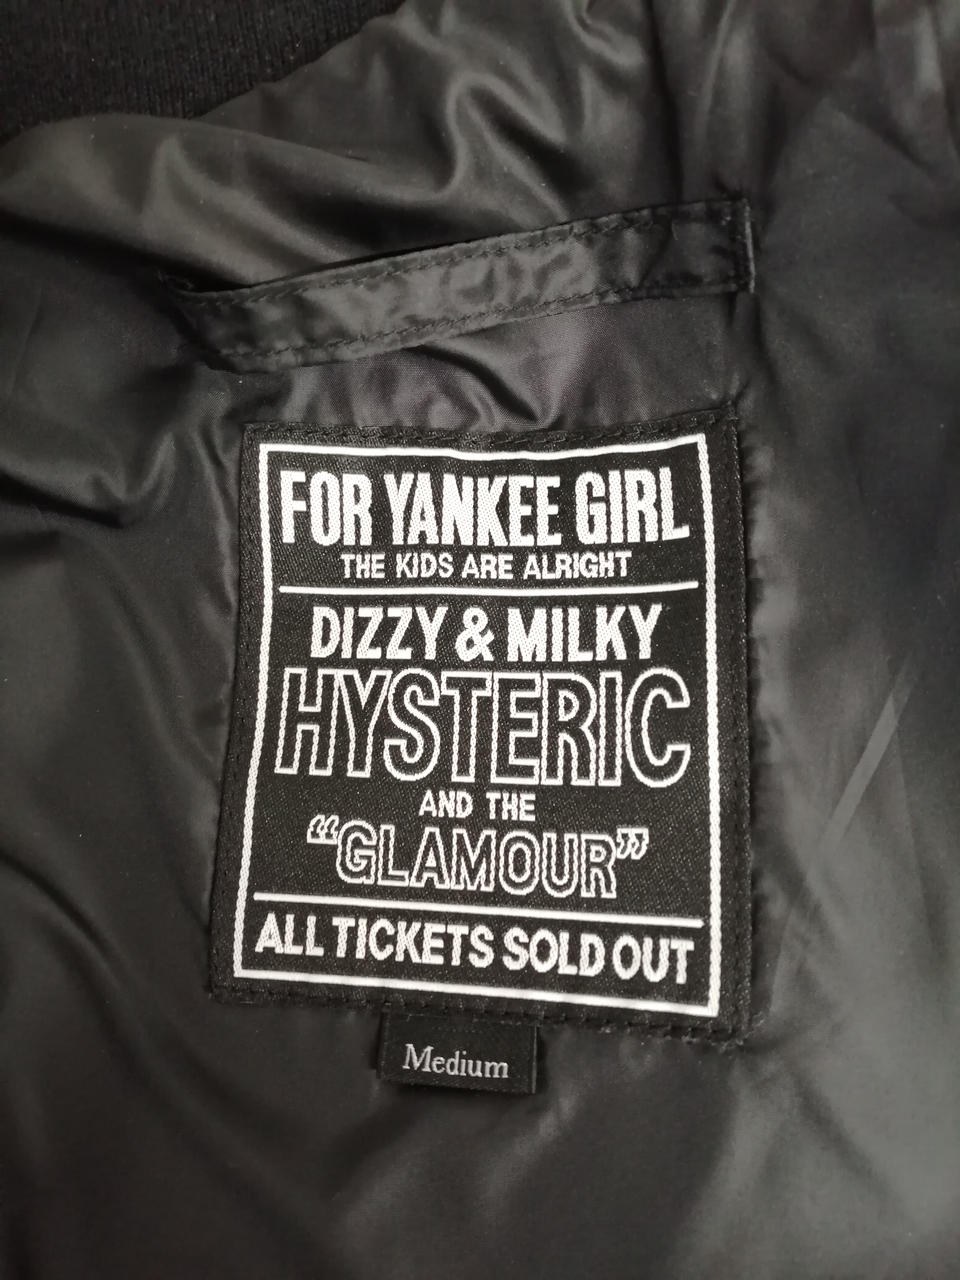 FOR YANKEE GIRL
THE KIDS ARE ALRIGHT
DIZZY & MILKY
HYSTERIC
AND THE
“GLAMOUR”
ALL TICKETS SOLD OUT
Medium